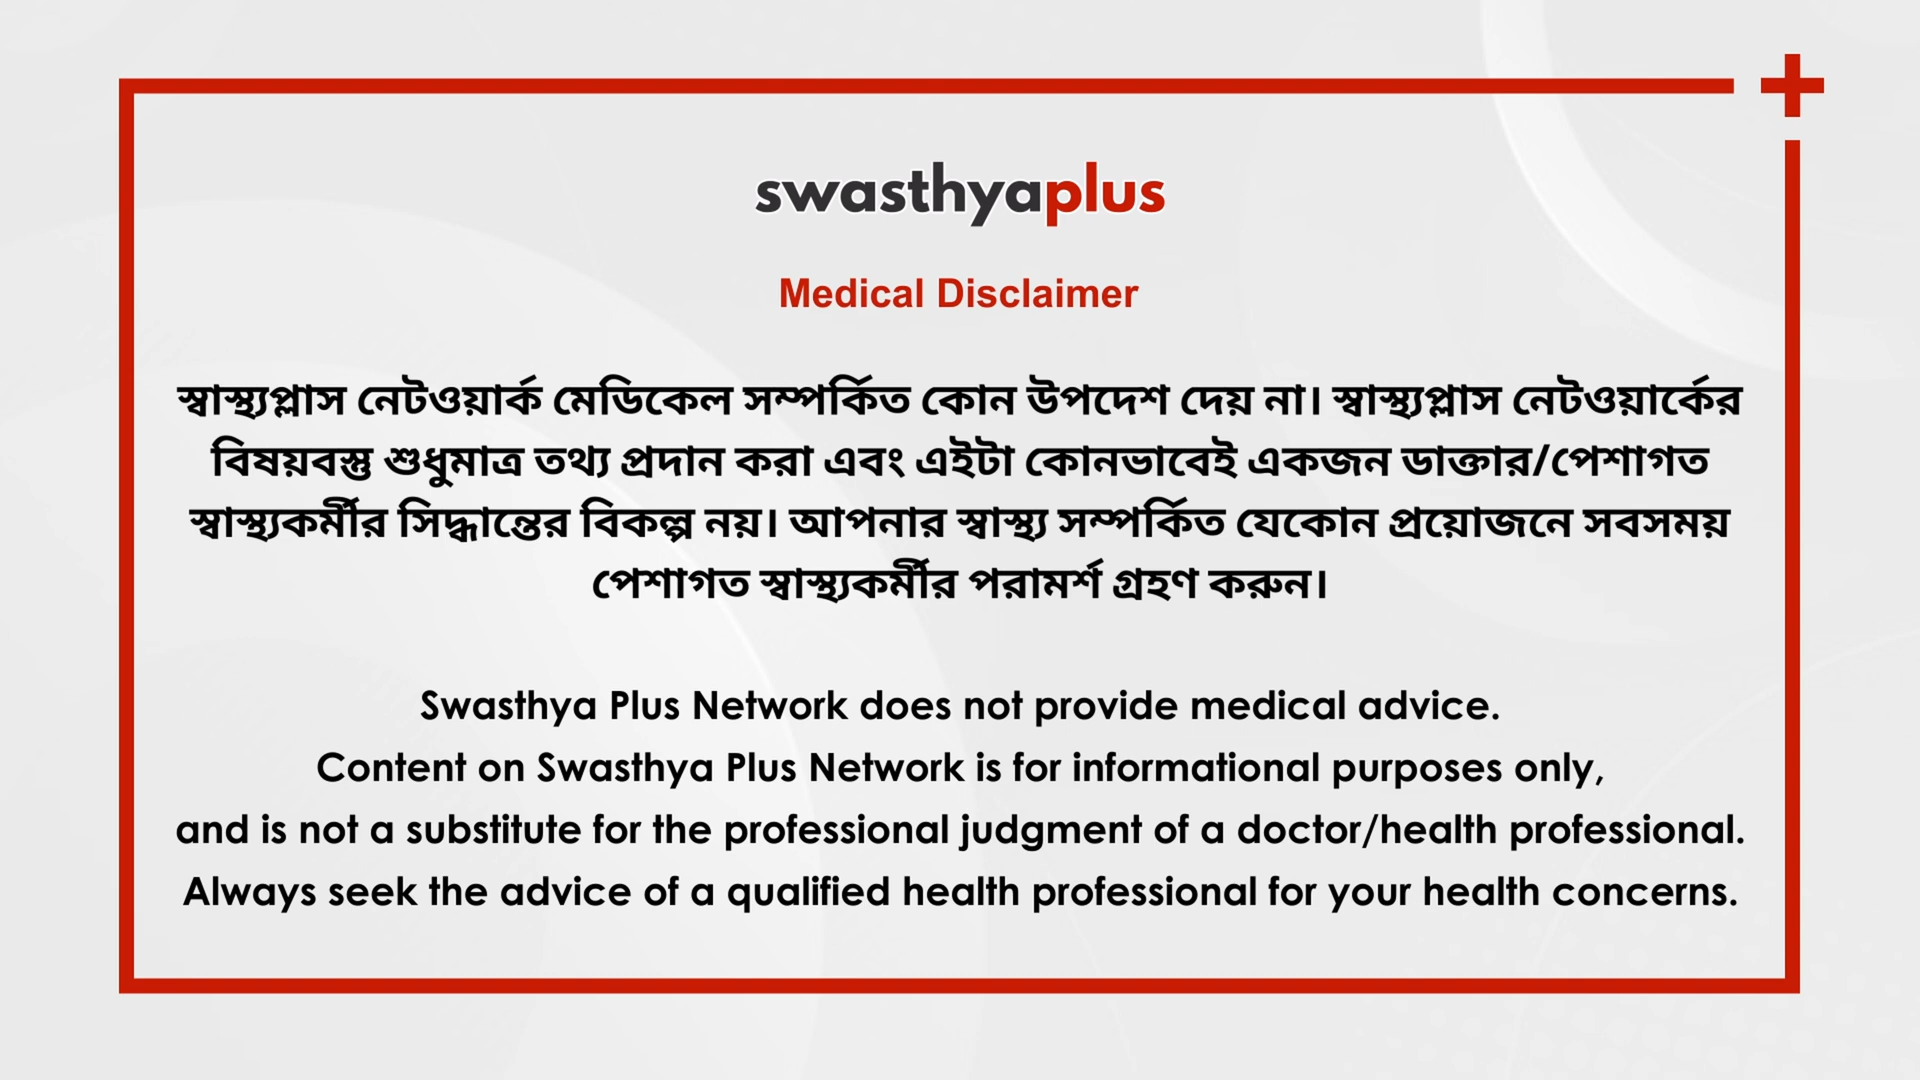 swasthyaplus
Medical Disclaimer
স্বাস্থ্যপ্লাস নেটওয়ার্ক মেডিকেল সম্পর্কিত কোন উপদেশ দেয় না। স্বাস্থ্যপ্লাস নেটওয়ার্কের
বিষয়বস্তু শুধুমাত্র তথ্য প্রদান করা এবং এইটা কোনভাবেই একজন ডাক্তার/পেশাগত
স্বাস্থ্যকর্মীর সিদ্ধান্তের বিকল্প নয়। আপনার স্বাস্থ্য সম্পর্কিত যেকোন প্রয়োজনে সবসময়
পেশাগত স্বাস্থ্যকর্মীর পরামর্শ গ্রহণ করুন।
Swasthya Plus Network does not provide medical advice.
Content on Swasthya Plus Network is for informational purposes only,
and is not a substitute for the professional judgment of a doctor/health professional.
Always seek the advice of a qualified health professional for your health concerns.